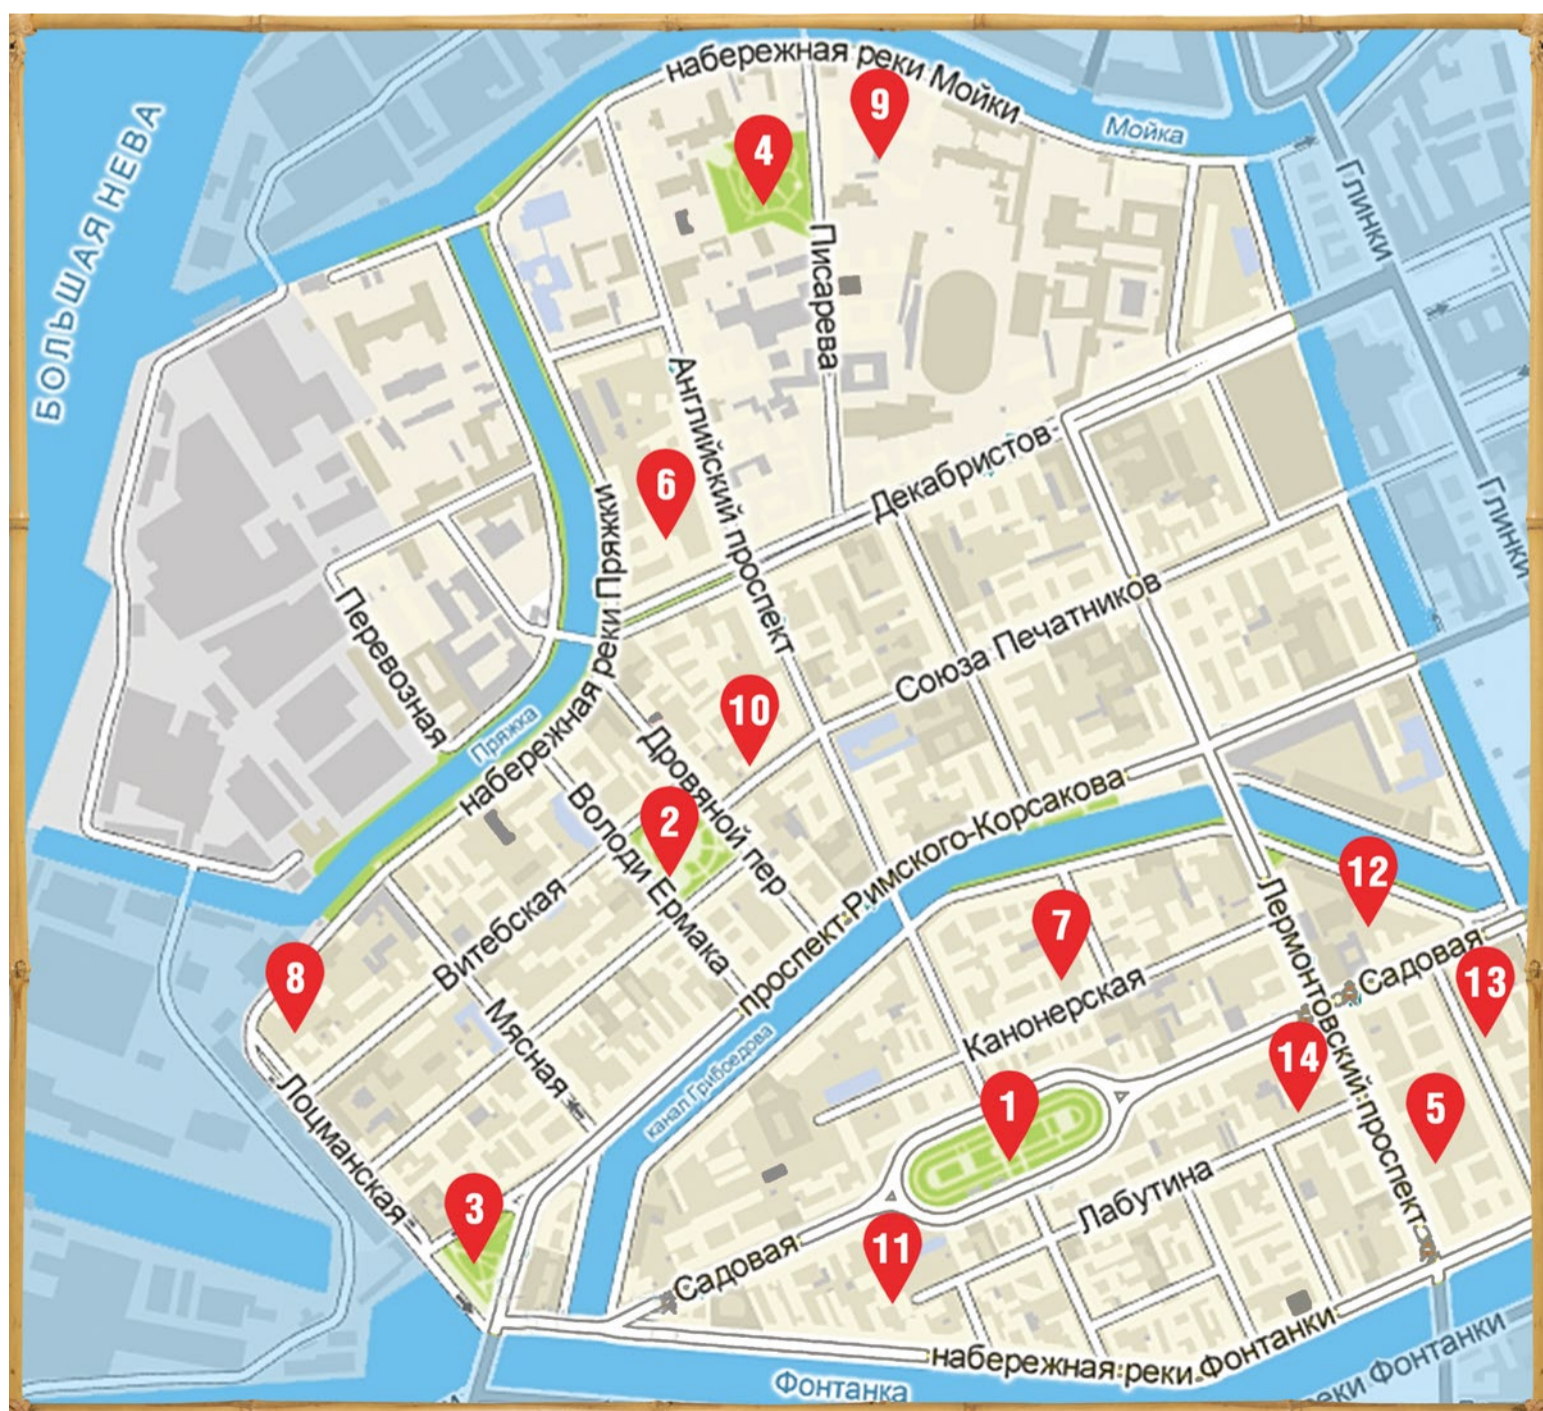 набережная реки Мойки
9
Мойка
4
БОЛЬШАЯ НЕВА
Глинки
Писарева
Английский проспект
Декабристов
6
набережная реки Пряжки
Глинки
Перевозная
Союза Печатников
10
Пряжка
Дровяной пер
Володи Ермака
2
проспект Римского-Корсакова
12
Лермонтовский проспект
7
Витебская
Садовая
13
8
Канонерская
Мясная
канал Грибоедова
14
1
5
Лоцманская
3
Лабутина
11
Садовая
набережная реки Фонтанки
Фонтанка
реки Фонтанки